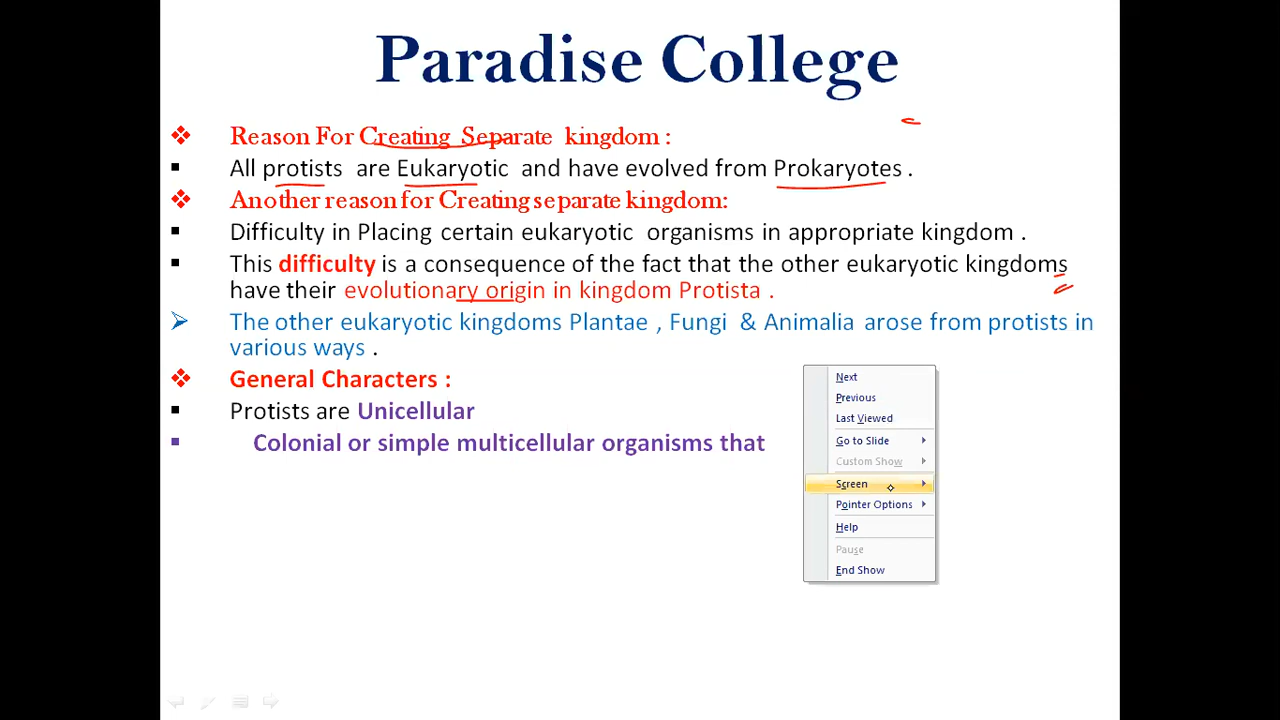 Paradise College
Reason For Creating Separate kingdom :
All protists are Eukaryotic and have evolved from Prokaryotes .
Another reason for Creating separate kingdom:
Difficulty in Placing certain eukaryotic organisms in appropriate kingdom .
This difficulty is a consequence of the fact that the other eukaryotic kingdoms
have their evolutionary origin in kingdom Protista .
The other eukaryotic kingdoms Plantae , Fungi & Animalia arose from protists in
various ways .
General Characters :
Protists are Unicellular
Colonial or simple multicellular organisms that
Next
Previous
Last Viewed
Go to Slide
Custom Show
Screen
Pointer Options
Help
Pause
End Show